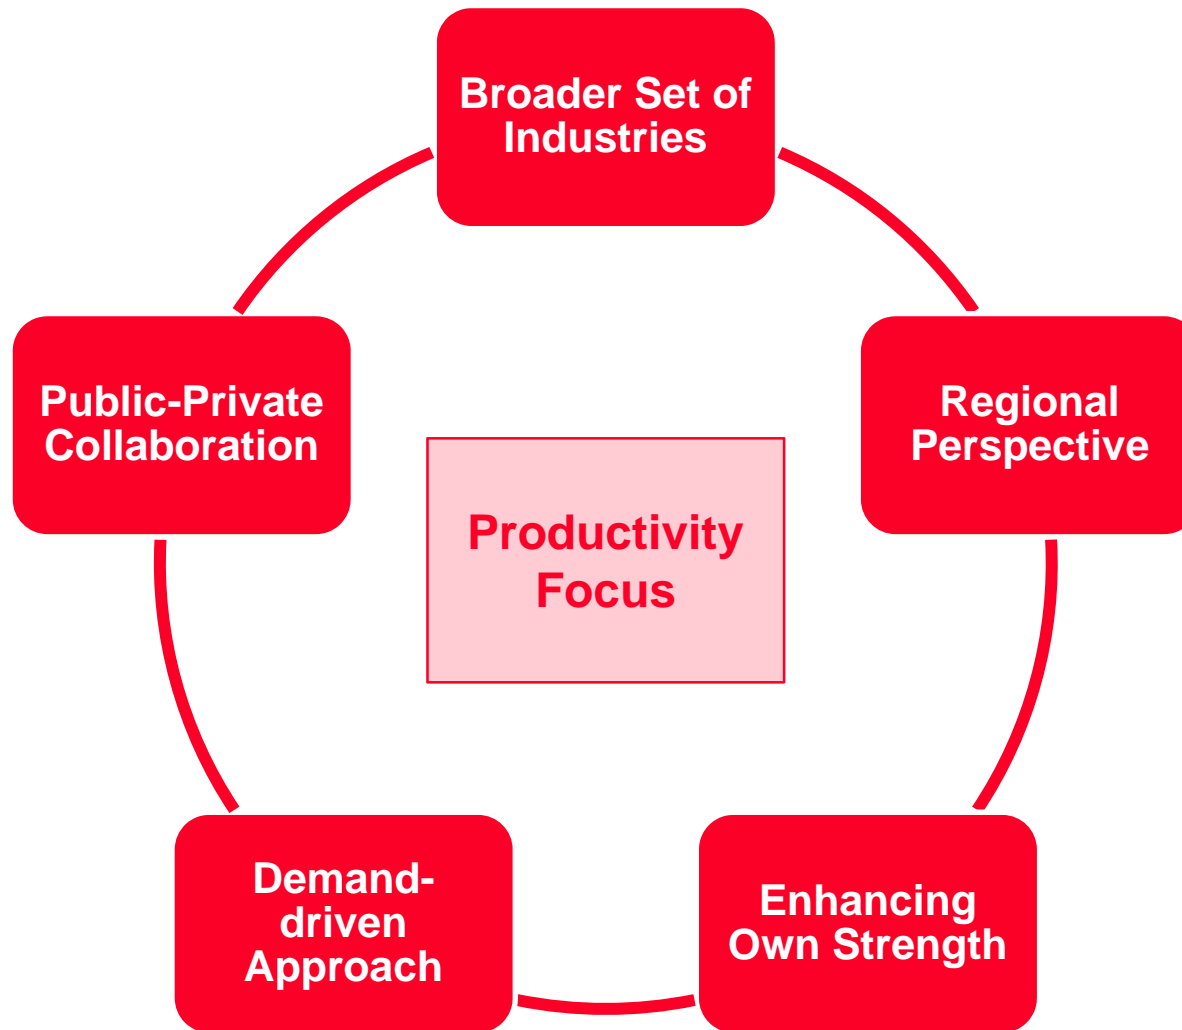 Broader Set of
Industries
Regional
Perspective
Enhancing
Own Strength
Demand-
driven
Approach
Public-Private
Collaboration
Productivity
Focus